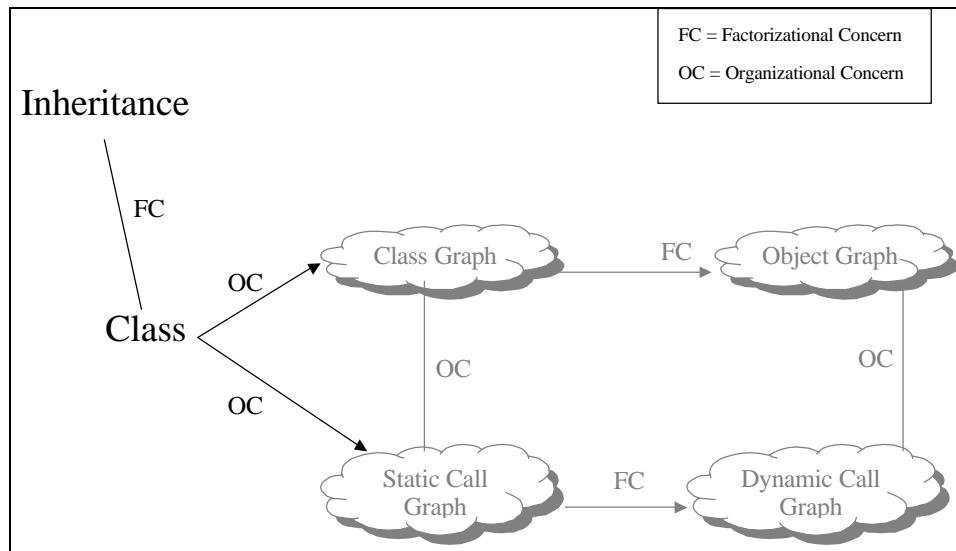 FC = Factorizational Concern
OC = Organizational Concern
Inheritance
FC
Class Graph
FC
Object Graph
OC
Class
OC
OC
OC
Static Call
Graph
FC
Dynamic Call
Graph